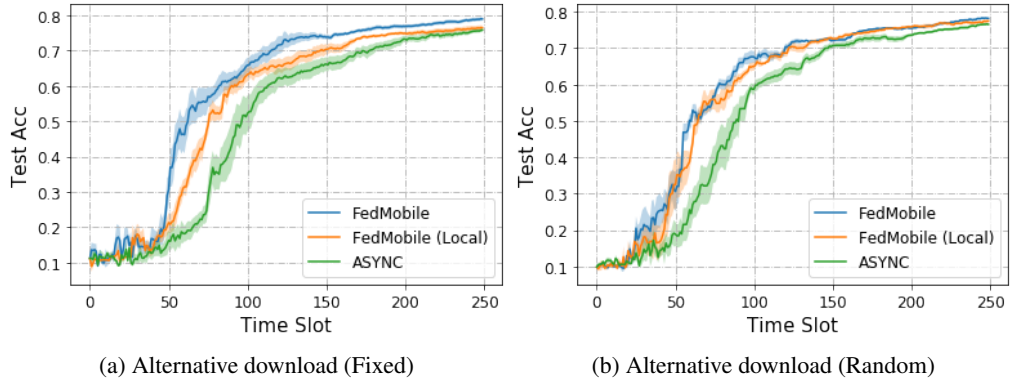 0.8
0.7
0.6
0.5
0.4
0.3
0.2
0.1
Test Acc
FedMobile
FedMobile (Local)
ASYNC
0 50 100 150 200 250
Time Slot
(a) Alternative download (Fixed)
0.8
0.7
0.6
0.5
0.4
0.3
0.2
0.1
Test Acc
FedMobile
FedMobile (Local)
ASYNC
0 50 100 150 200 250
Time Slot
(b) Alternative download (Random)